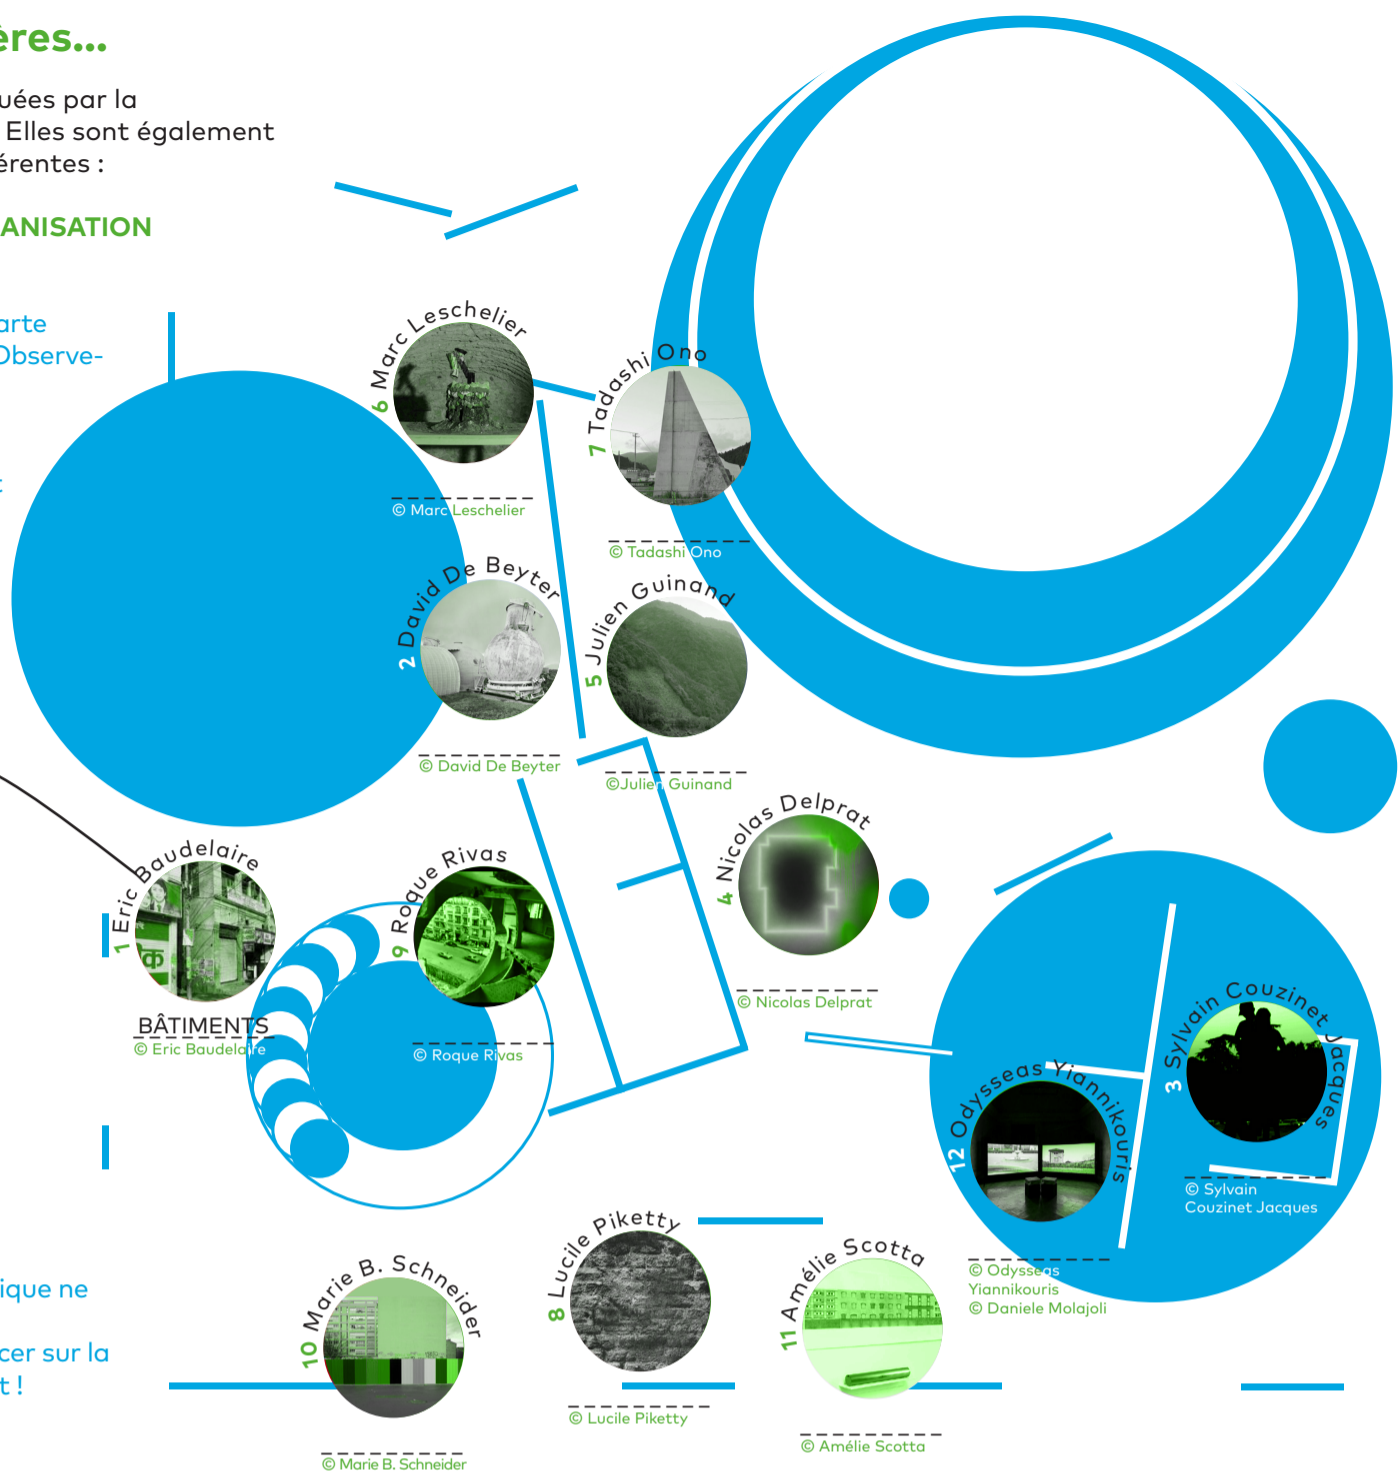 ères...
uées par la
Elles sont également
érentes :
ANISATION
arte
Observe-
t
6 Marc Leschelier
© Marc Leschelier
7 Tadashi Ono
© Tadashi Ono
2 David De Beyter
© David De Beyter
5 Julien Guinand
©Julien Guinand
4 Nicolas Delprat
© Nicolas Delprat
1 Eric Baudelaire
BÂTIMENTS
© Eric Baudelaire
9 Roque Rivas
© Roque Rivas
3 Sylvain Couzinet Jacques
© Sylvain
Couzinet Jacques
12 Odysseas Yiannikouris
© Odysseas
Yiannikouris
© Daniele Molajoli
ique ne
cer sur la
t !
10 Marie B. Schneider
© Marie B. Schneider
8 Lucile Piketty
© Lucile Piketty
11 Amélie Scotta
© Amélie Scotta